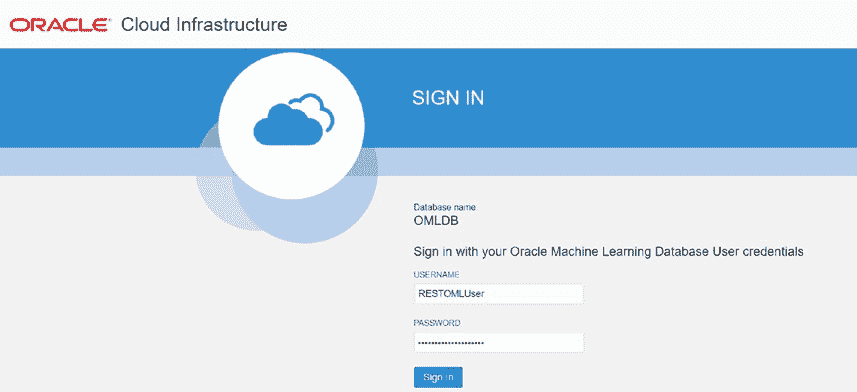 ORACLE Cloud Infrastructure
SIGN IN
Database name
OMLDB
Sign in with your Oracle Machine Learning Database User credentials
USERNAME
RESTOMLUser
PASSWORD
Sign in